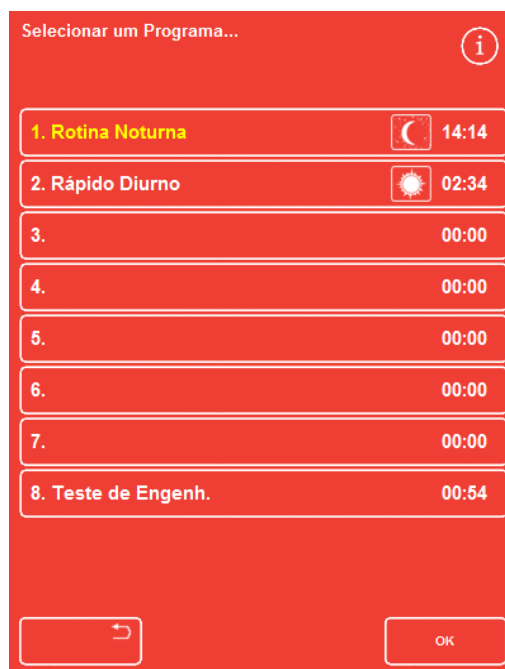 Selecionar um Programa...
i
1. Rotina Noturna 14:14
2. Rápido Diurno 02:34
3. 00:00
4. 00:00
5. 00:00
6. 00:00
7. 00:00
8. Teste de Engenh. 00:54
OK